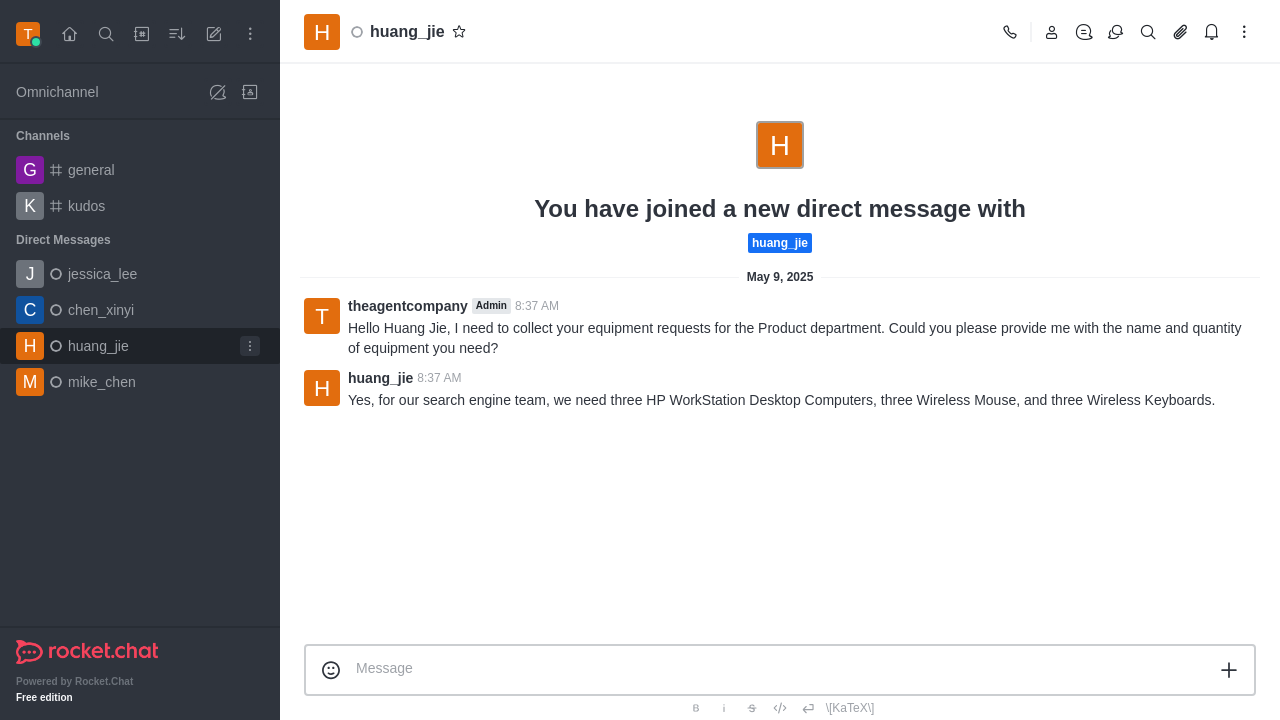 T
H
huang_jie
Omnichannel
Channels
G
general
K
kudos
Direct Messages
J
jessica_lee
C
chen_xinyi
H
huang_jie
M
mike_chen
rocket.chat
Powered by Rocket.Chat
Free edition
H
You have joined a new direct message with
huang_jie
May 9, 2025
T
theagentcompany Admin 8:37 AM
Hello Huang Jie, I need to collect your equipment requests for the Product department. Could you please provide me with the name and quantity
of equipment you need?
H
huang_jie 8:37 AM
Yes, for our search engine team, we need three HP WorkStation Desktop Computers, three Wireless Mouse, and three Wireless Keyboards.
Message
B i S </> \[KaTeX\]